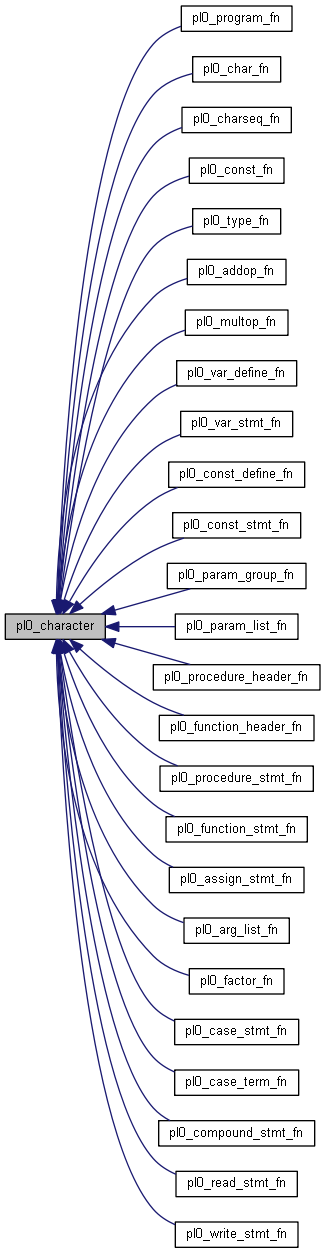 pl0_program_fn
pl0_char_fn
pl0_charseq_fn
pl0_const_fn
pl0_type_fn
pl0_addop_fn
pl0_multop_fn
pl0_var_define_fn
pl0_var_stmt_fn
pl0_const_define_fn
pl0_const_stmt_fn
pl0_param_group_fn
pl0_character
pl0_param_list_fn
pl0_procedure_header_fn
pl0_function_header_fn
pl0_procedure_stmt_fn
pl0_function_stmt_fn
pl0_assign_stmt_fn
pl0_arg_list_fn
pl0_factor_fn
pl0_case_stmt_fn
pl0_case_term_fn
pl0_compound_stmt_fn
pl0_read_stmt_fn
pl0_write_stmt_fn